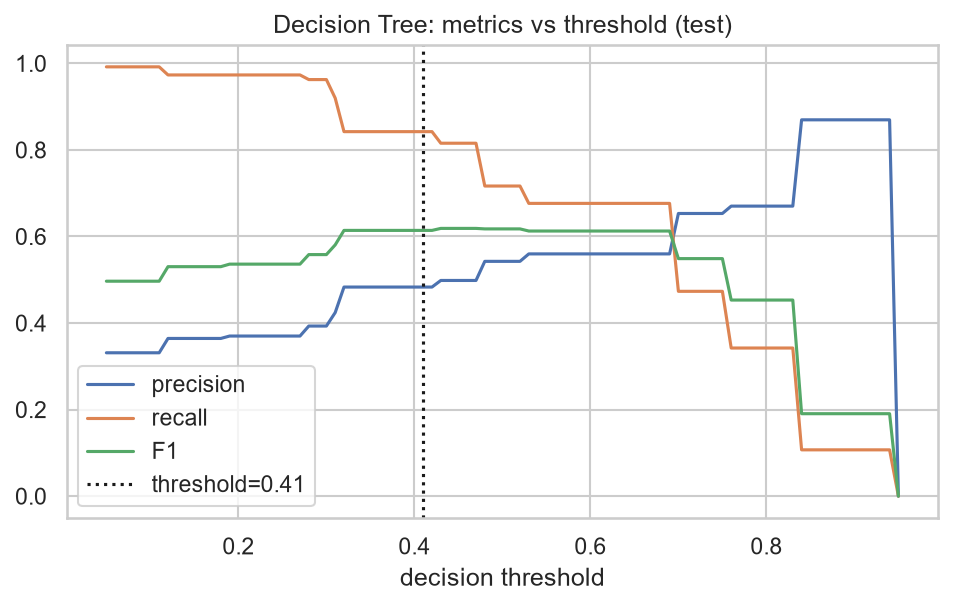 Decision Tree: metrics vs threshold (test)
1.0
0.8
0.6
0.4
0.2
0.0
precision
recall
F1
threshold=0.41
0.2 0.4 0.6 0.8
decision threshold